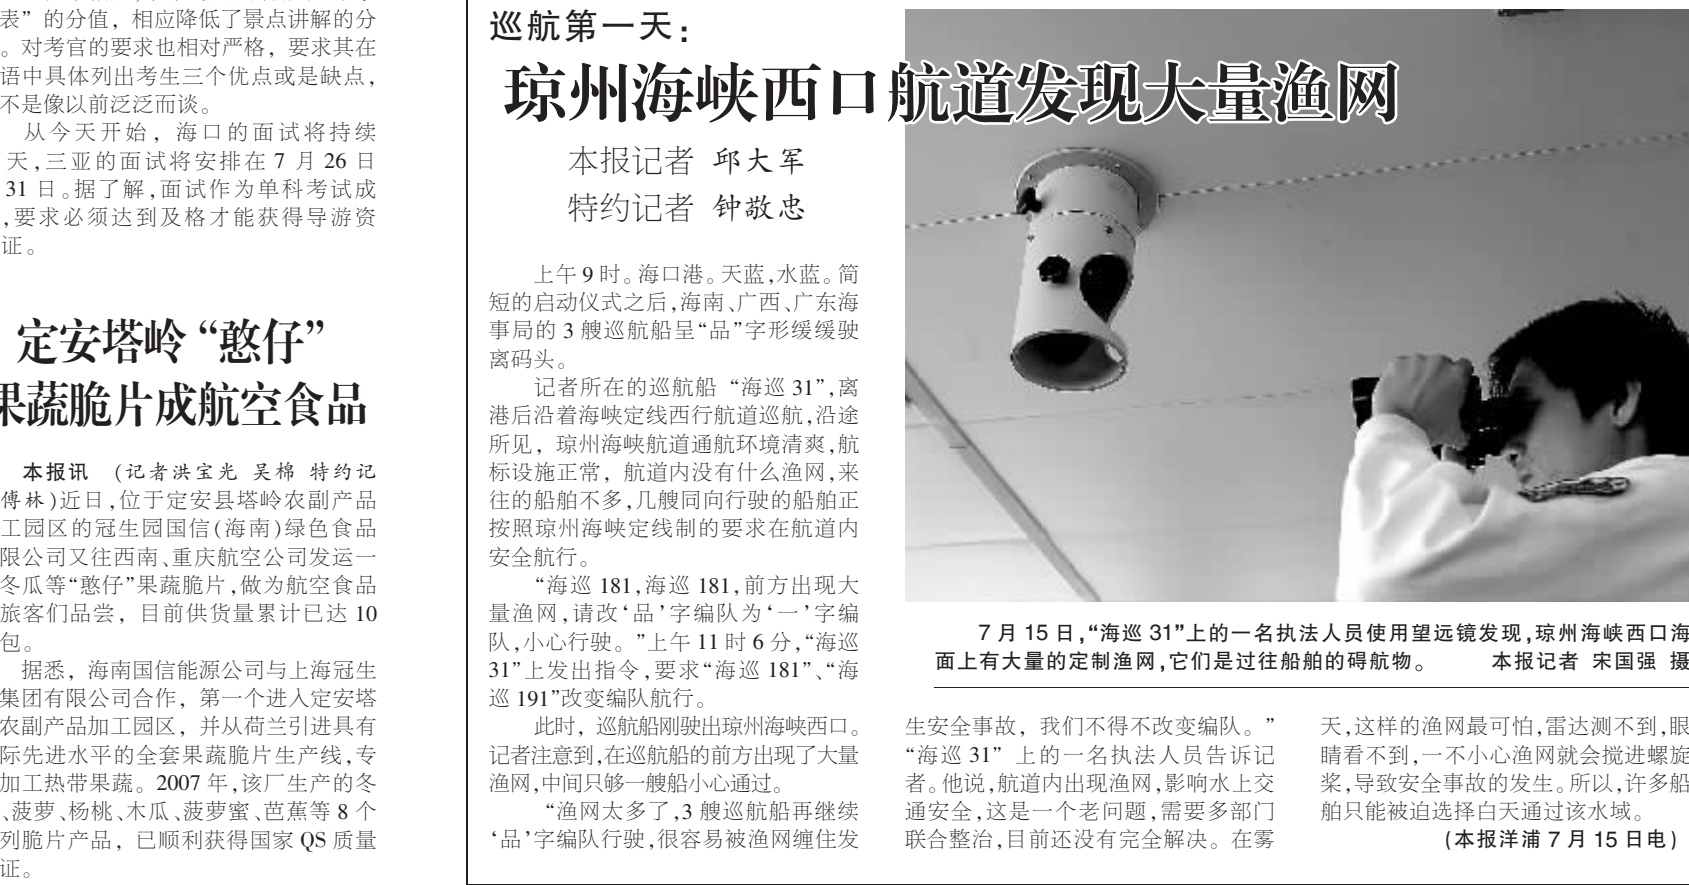 表”的分值，相应降低了景点讲解的分
。对考官的要求也相对严格，要求其在
语中具体列出考生三个优点或是缺点，
不是像以前泛泛而谈。
从今天开始，海口的面试将持续
天，三亚的面试将安排在 7 月 26 日
31 日。据了解，面试作为单科考试成
，要求必须达到及格才能获得导游资
证。
定安塔岭“憨仔”
果蔬脆片成航空食品
本报讯 （记者洪宝光 吴棉 特约记
傅林）近日，位于定安县塔岭农副产品
工园区的冠生园国信（海南）绿色食品
限公司又往西南、重庆航空公司发运一
冬瓜等“憨仔”果蔬脆片，做为航空食品
旅客们品尝，目前供货量累计已达 10
包。
据悉，海南国信能源公司与上海冠生
集团有限公司合作，第一个进入定安塔
农副产品加工园区，并从荷兰引进具有
际先进水平的全套果蔬脆片生产线，专
加工热带果蔬。2007 年，该厂生产的冬
、菠萝、杨桃、木瓜、菠萝蜜、芭蕉等 8 个
列脆片产品，已顺利获得国家 QS 质量
证。
巡航第一天：
琼州海峡西口航道发现大量渔网
本报记者 邱大军
特约记者 钟敬忠
上午 9 时。海口港。天蓝，水蓝。简
短的启动仪式之后，海南、广西、广东海
事局的 3 艘巡航船呈“品”字形缓缓驶
离码头。
记者所在的巡航船“海巡 31”，离
港后沿着海峡定线西行航道巡航，沿途
所见，琼州海峡航道通航环境清爽，航
标设施正常，航道内没有什么渔网，来
往的船舶不多，几艘同向行驶的船舶正
按照琼州海峡定线制的要求在航道内
安全航行。
“海巡 181，海巡 181，前方出现大
量渔网，请改‘品’字编队为‘一’字编
队，小心行驶。”上午 11 时 6 分，“海巡
31”上发出指令，要求“海巡 181”、“海
巡 191”改变编队航行。
此时，巡航船刚驶出琼州海峡西口。
记者注意到，在巡航船的前方出现了大量
渔网，中间只够一艘船小心通过。
“渔网太多了，3 艘巡航船再继续
‘品’字编队行驶，很容易被渔网缠住发
7 月 15 日，“海巡 31”上的一名执法人员使用望远镜发现，琼州海峡西口海
面上有大量的定制渔网，它们是过往船舶的碍航物。 本报记者 宋国强 摄
生安全事故，我们不得不改变编队。”
“海巡 31”上的一名执法人员告诉记
者。他说，航道内出现渔网，影响水上交
通安全，这是一个老问题，需要多部门
联合整治，目前还没有完全解决。在雾
天，这样的渔网最可怕，雷达测不到，眼
睛看不到，一不小心渔网就会搅进螺旋
桨，导致安全事故的发生。所以，许多船
舶只能被迫选择白天通过该水域。
（本报洋浦 7 月 15 日电）